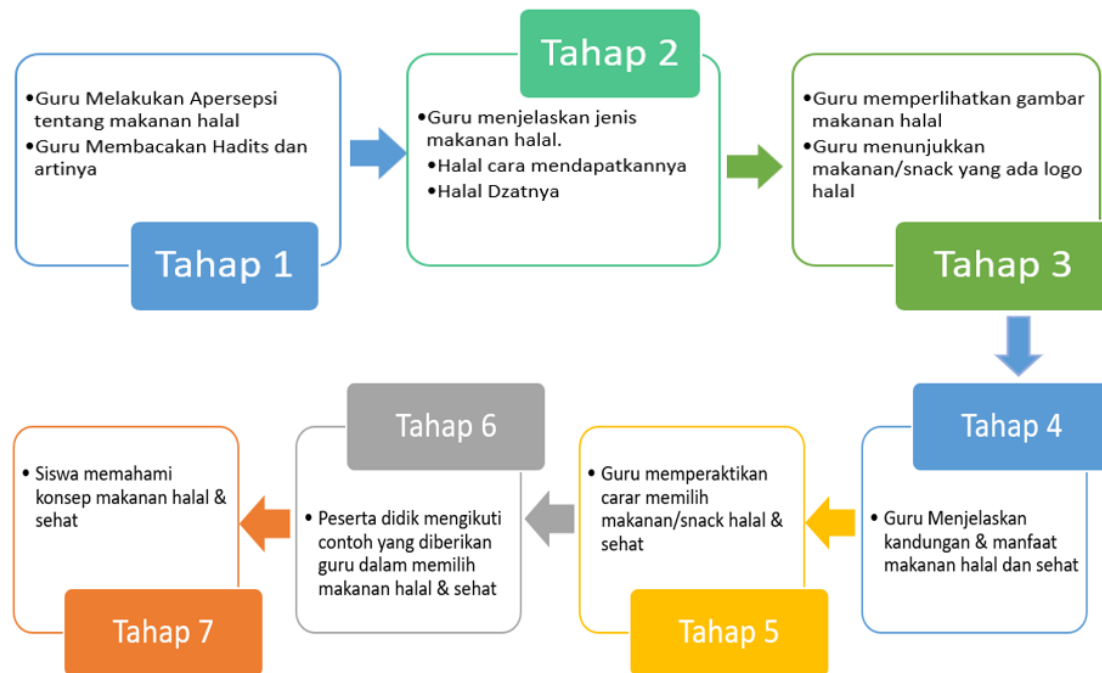 Tahap 1
•Guru Melakukan Apersepsi
tentang makanan halal
•Guru Membacakan Hadits dan
artinya
Tahap 2
•Guru menjelaskan jenis
makanan halal.
•Halal cara mendapatkannya
•Halal Dzatnya
Tahap 3
•Guru memperlihatkan gambar
makanan halal
•Guru menunjukkan
makanan/snack yang ada logo
halal
Tahap 4
• Guru Menjelaskan
kandungan & manfaat
makanan halal dan sehat
Tahap 5
• Guru memperaktikan
carar memilih
makanan/snack halal &
sehat
Tahap 6
• Peserta didik mengikuti
contoh yang diberikan
guru dalam memilih
makanan halal & sehat
Tahap 7
• Siswa memahami
konsep makanan halal &
sehat